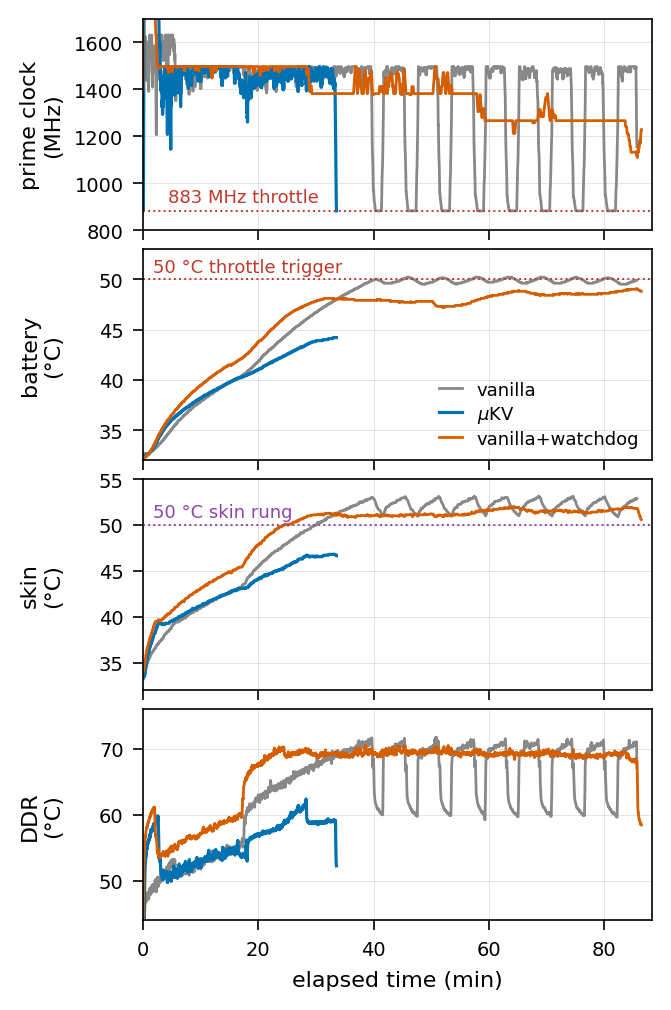 prime clock
(MHz)
1600
1400
1200
1000
800
883 MHz throttle
battery
(°C)
50
45
40
35
50 °C throttle trigger
vanilla
μKV
vanilla+watchdog
skin
(°C)
55
50
45
40
35
50 °C skin rung
DDR
(°C)
70
60
50
0
20
40
60
80
elapsed time (min)